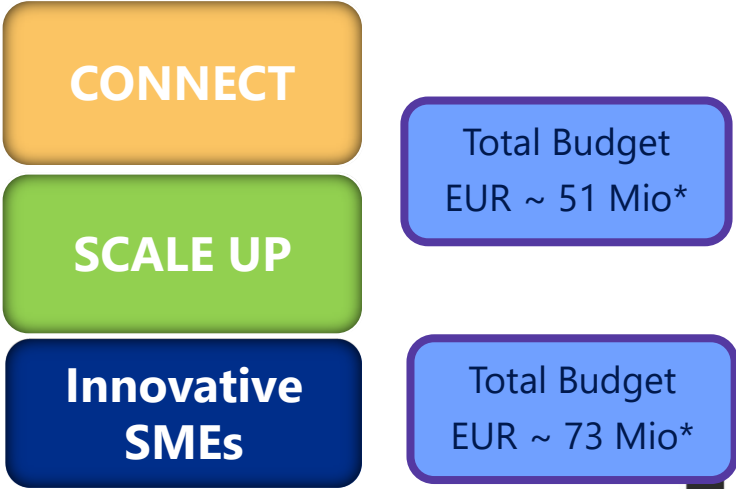 CONNECT
Total Budget
EUR ~ 51 Mio*
SCALE UP
Innovative
SMEs
Total Budget
EUR ~ 73 Mio*